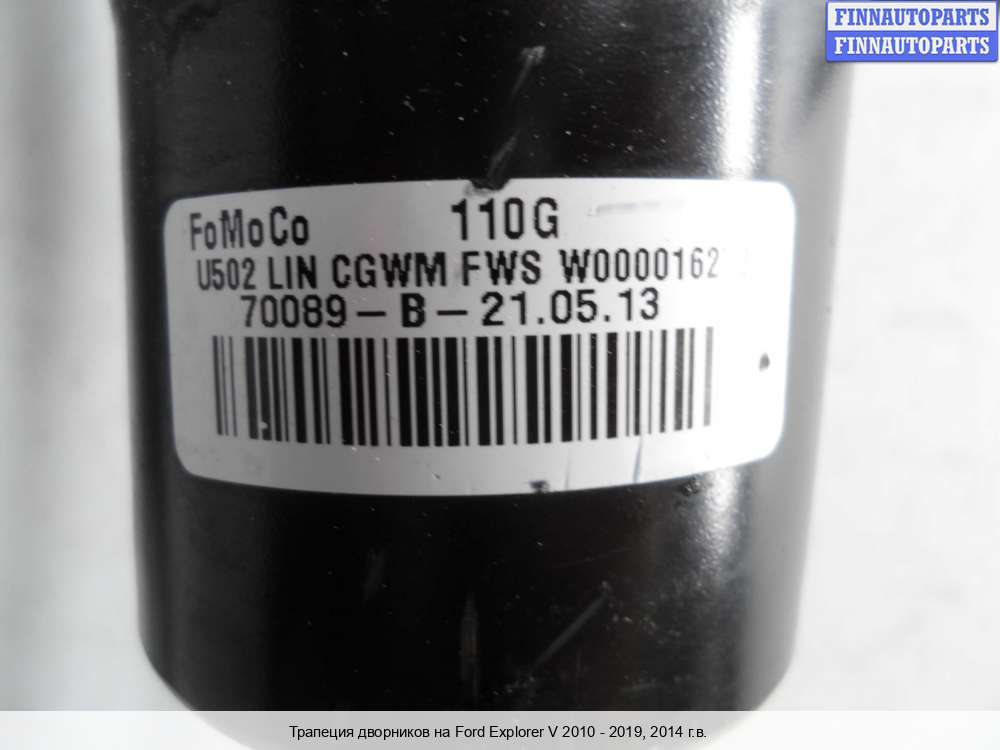 FINNAUTOPARTS
FINNAUTOPARTS
FoMoCo 110G
U502 LIN CGWM FWS W0000162
70089-B-21.05.13
Трапеция дворников на Ford Explorer V 2010 - 2019, 2014 г.в.